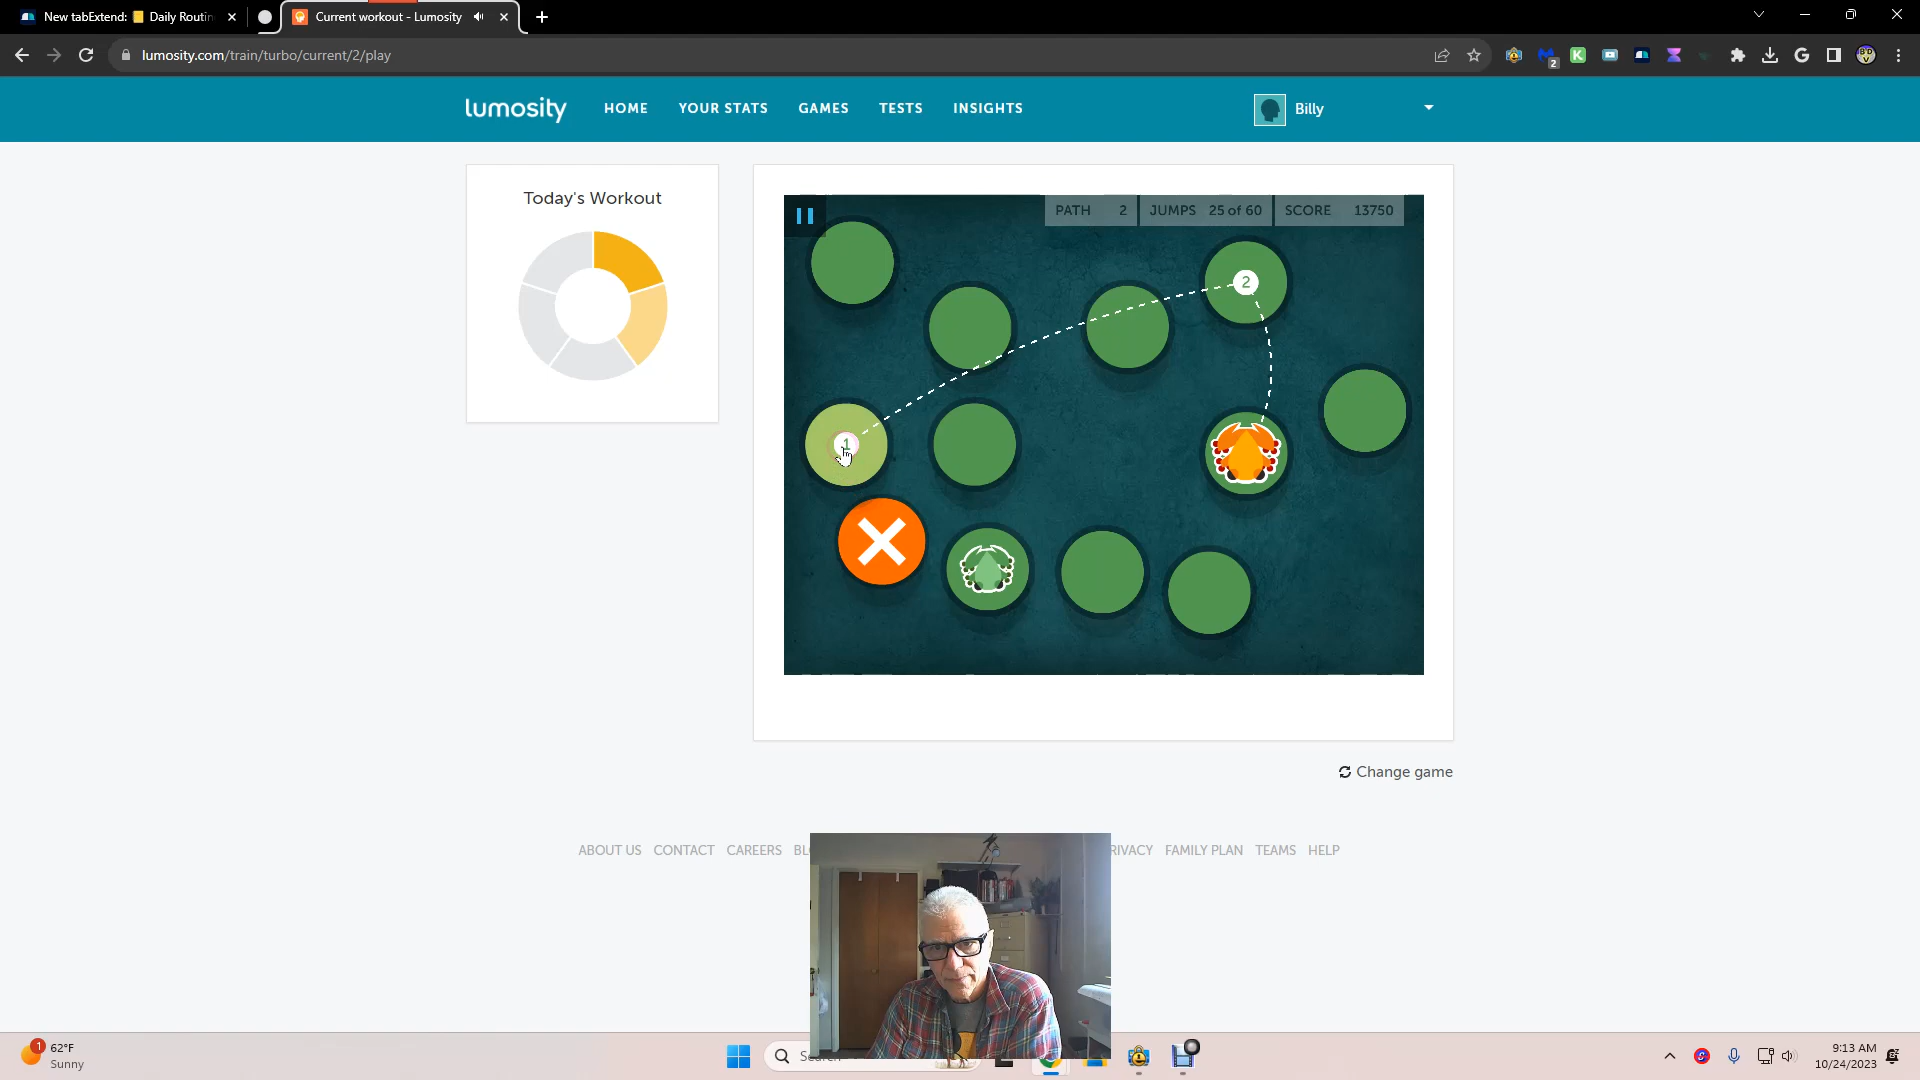 New tabExtend: Daily Routin
Current workout - Lumosity
lumosity.com/train/turbo/current/2/play
2
lumosity
HOME YOUR STATS GAMES TESTS INSIGHTS
Billy
Today's Workout
PATH 2 JUMPS 25 of 60 SCORE 13750
2
1
Change game
ABOUT US CONTACT CAREERS FAMILY PLAN TEAMS HELP
1
62°F
Sunny
9:13 AM
10/24/2023